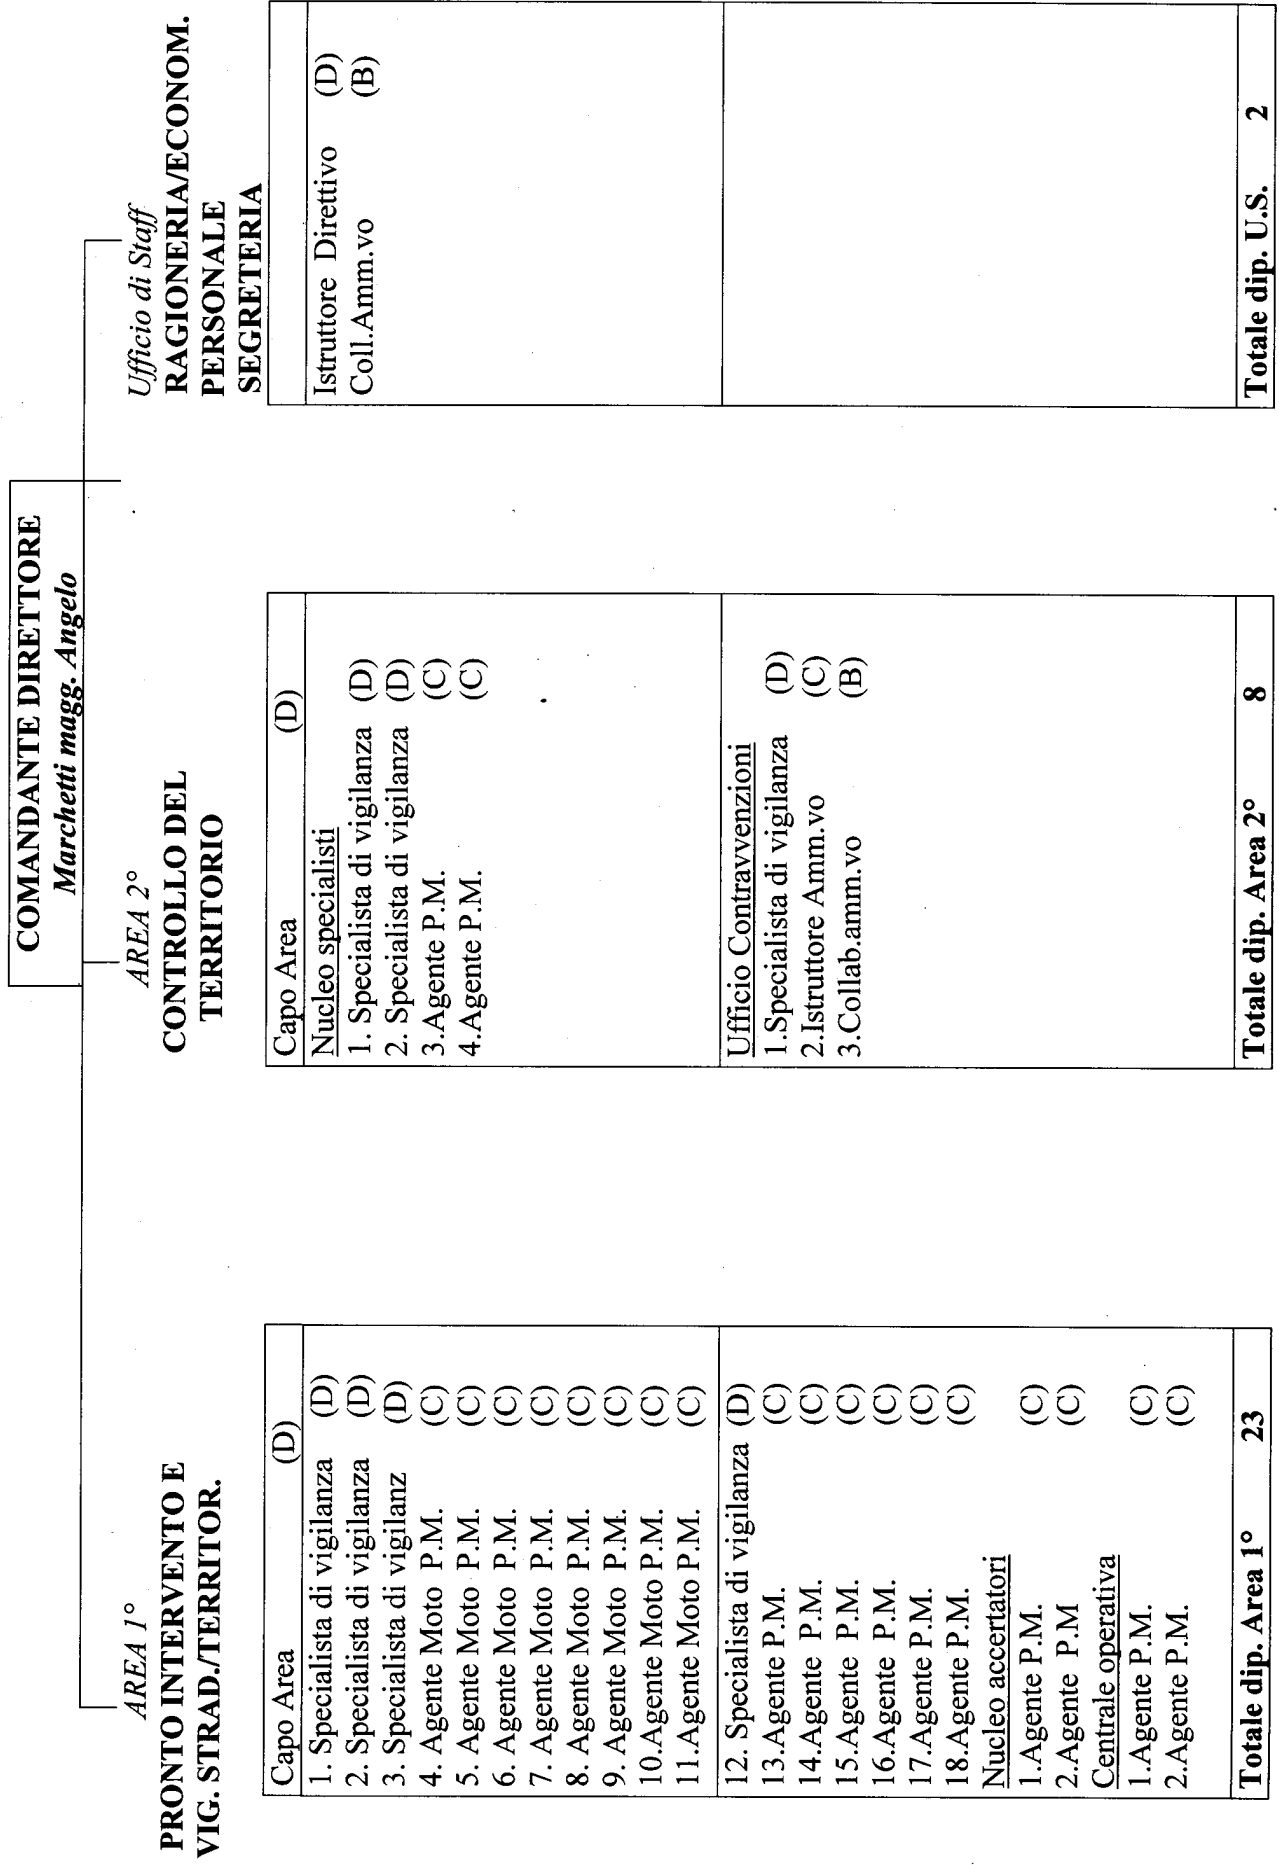 COMANDANTE DIRETTORE
Marchetti magg. Angelo
AREA 1°
PRONTO INTERVENTO E
VIG. STRAD./TERRITOR.
Capo Area (D)
1. Specialista di vigilanza (D)
2. Specialista di vigilanza (D)
3. Specialista di vigilanz (D)
4. Agente Moto P.M. (C)
5. Agente Moto P.M. (C)
6. Agente Moto P.M. (C)
7. Agente Moto P.M. (C)
8. Agente Moto P.M. (C)
9. Agente Moto P.M. (C)
10.Agente Moto P.M. (C)
11.Agente Moto P.M. (C)
12. Specialista di vigilanza (D)
13.Agente P.M. (C)
14.Agente P.M. (C)
15.Agente P.M. (C)
16.Agente P.M. (C)
17.Agente P.M. (C)
18.Agente P.M. (C)
Nucleo accertatori
1.Agente P.M. (C)
2.Agente P.M (C)
Centrale operativa
1.Agente P.M. (C)
2.Agente P.M. (C)
Totale dip. Area 1° 23
AREA 2°
CONTROLLO DEL
TERRITORIO
Capo Area (D)
Nucleo specialisti
1. Specialista di vigilanza (D)
2. Specialista di vigilanza (D)
3.Agente P.M. (C)
4.Agente P.M. (C)
Ufficio Contravvenzioni
1.Specialista di vigilanza (D)
2.Istruttore Amm.vo (C)
3.Collab.amm.vo (B)
Totale dip. Area 2° 8
Ufficio di Staff
RAGIONERIA/ECONOM.
PERSONALE
SEGRETERIA
Istruttore Direttivo (D)
Coll.Amm.vo (B)
Totale dip. U.S. 2